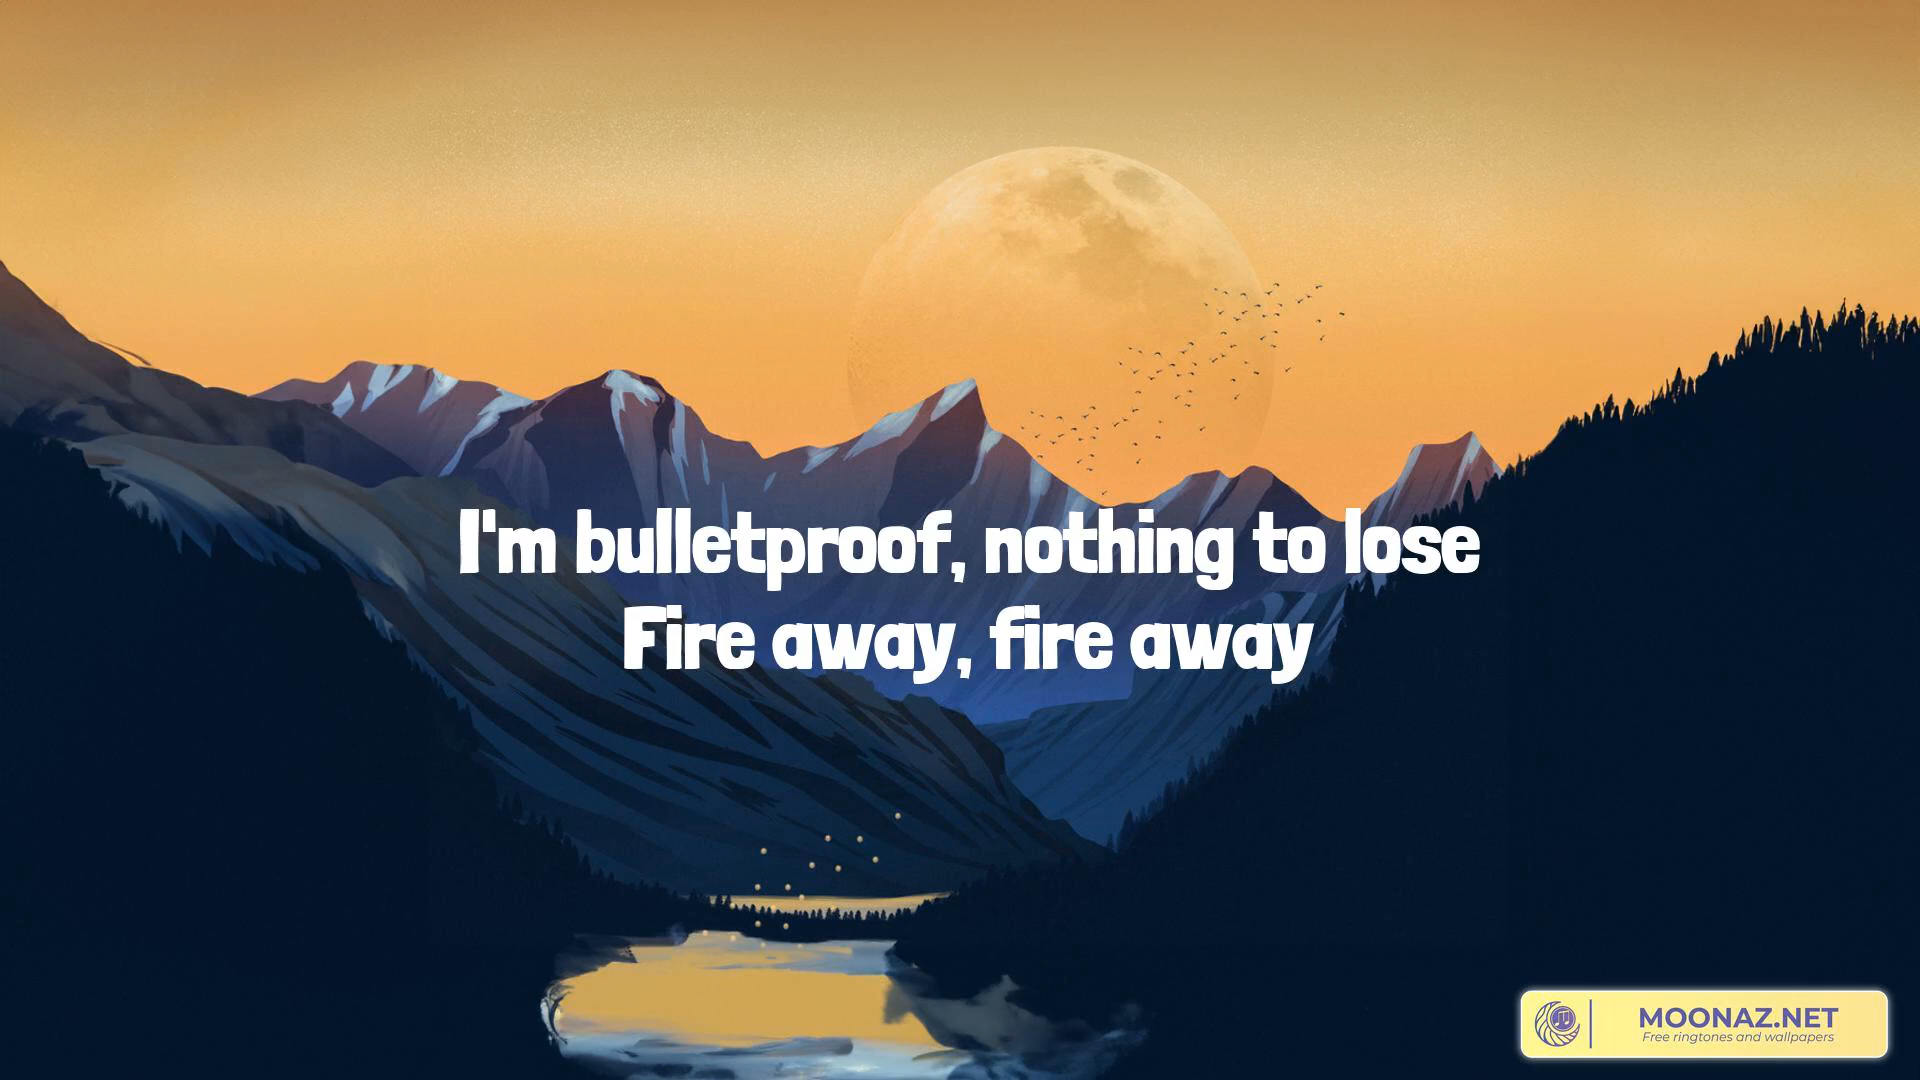 I'm bulletproof, nothing to lose
Fire away, fire away
MOONAZ.NET
Free ringtones and wallpapers